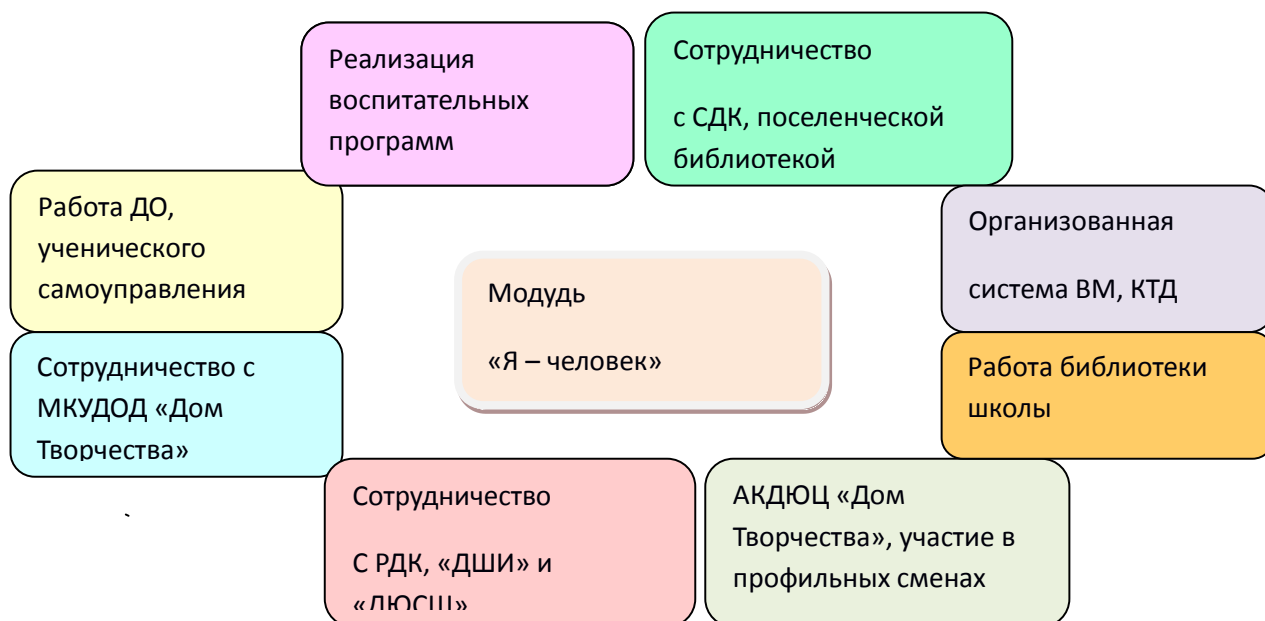 Реализация
воспитательных
программ
Сотрудничество
с СДК, поселенческой
библиотекой
Работа ДО,
ученического
самоуправления
Организованная
система ВМ, КТД
Модудь
«Я – человек»
Сотрудничество с
МКУДОД «Дом
Творчества»
Работа библиотеки
школы
Сотрудничество
С РДК, «ДШИ» и
«ДЮСШ»
АКДЮЦ «Дом
Творчества», участие в
профильных сменах